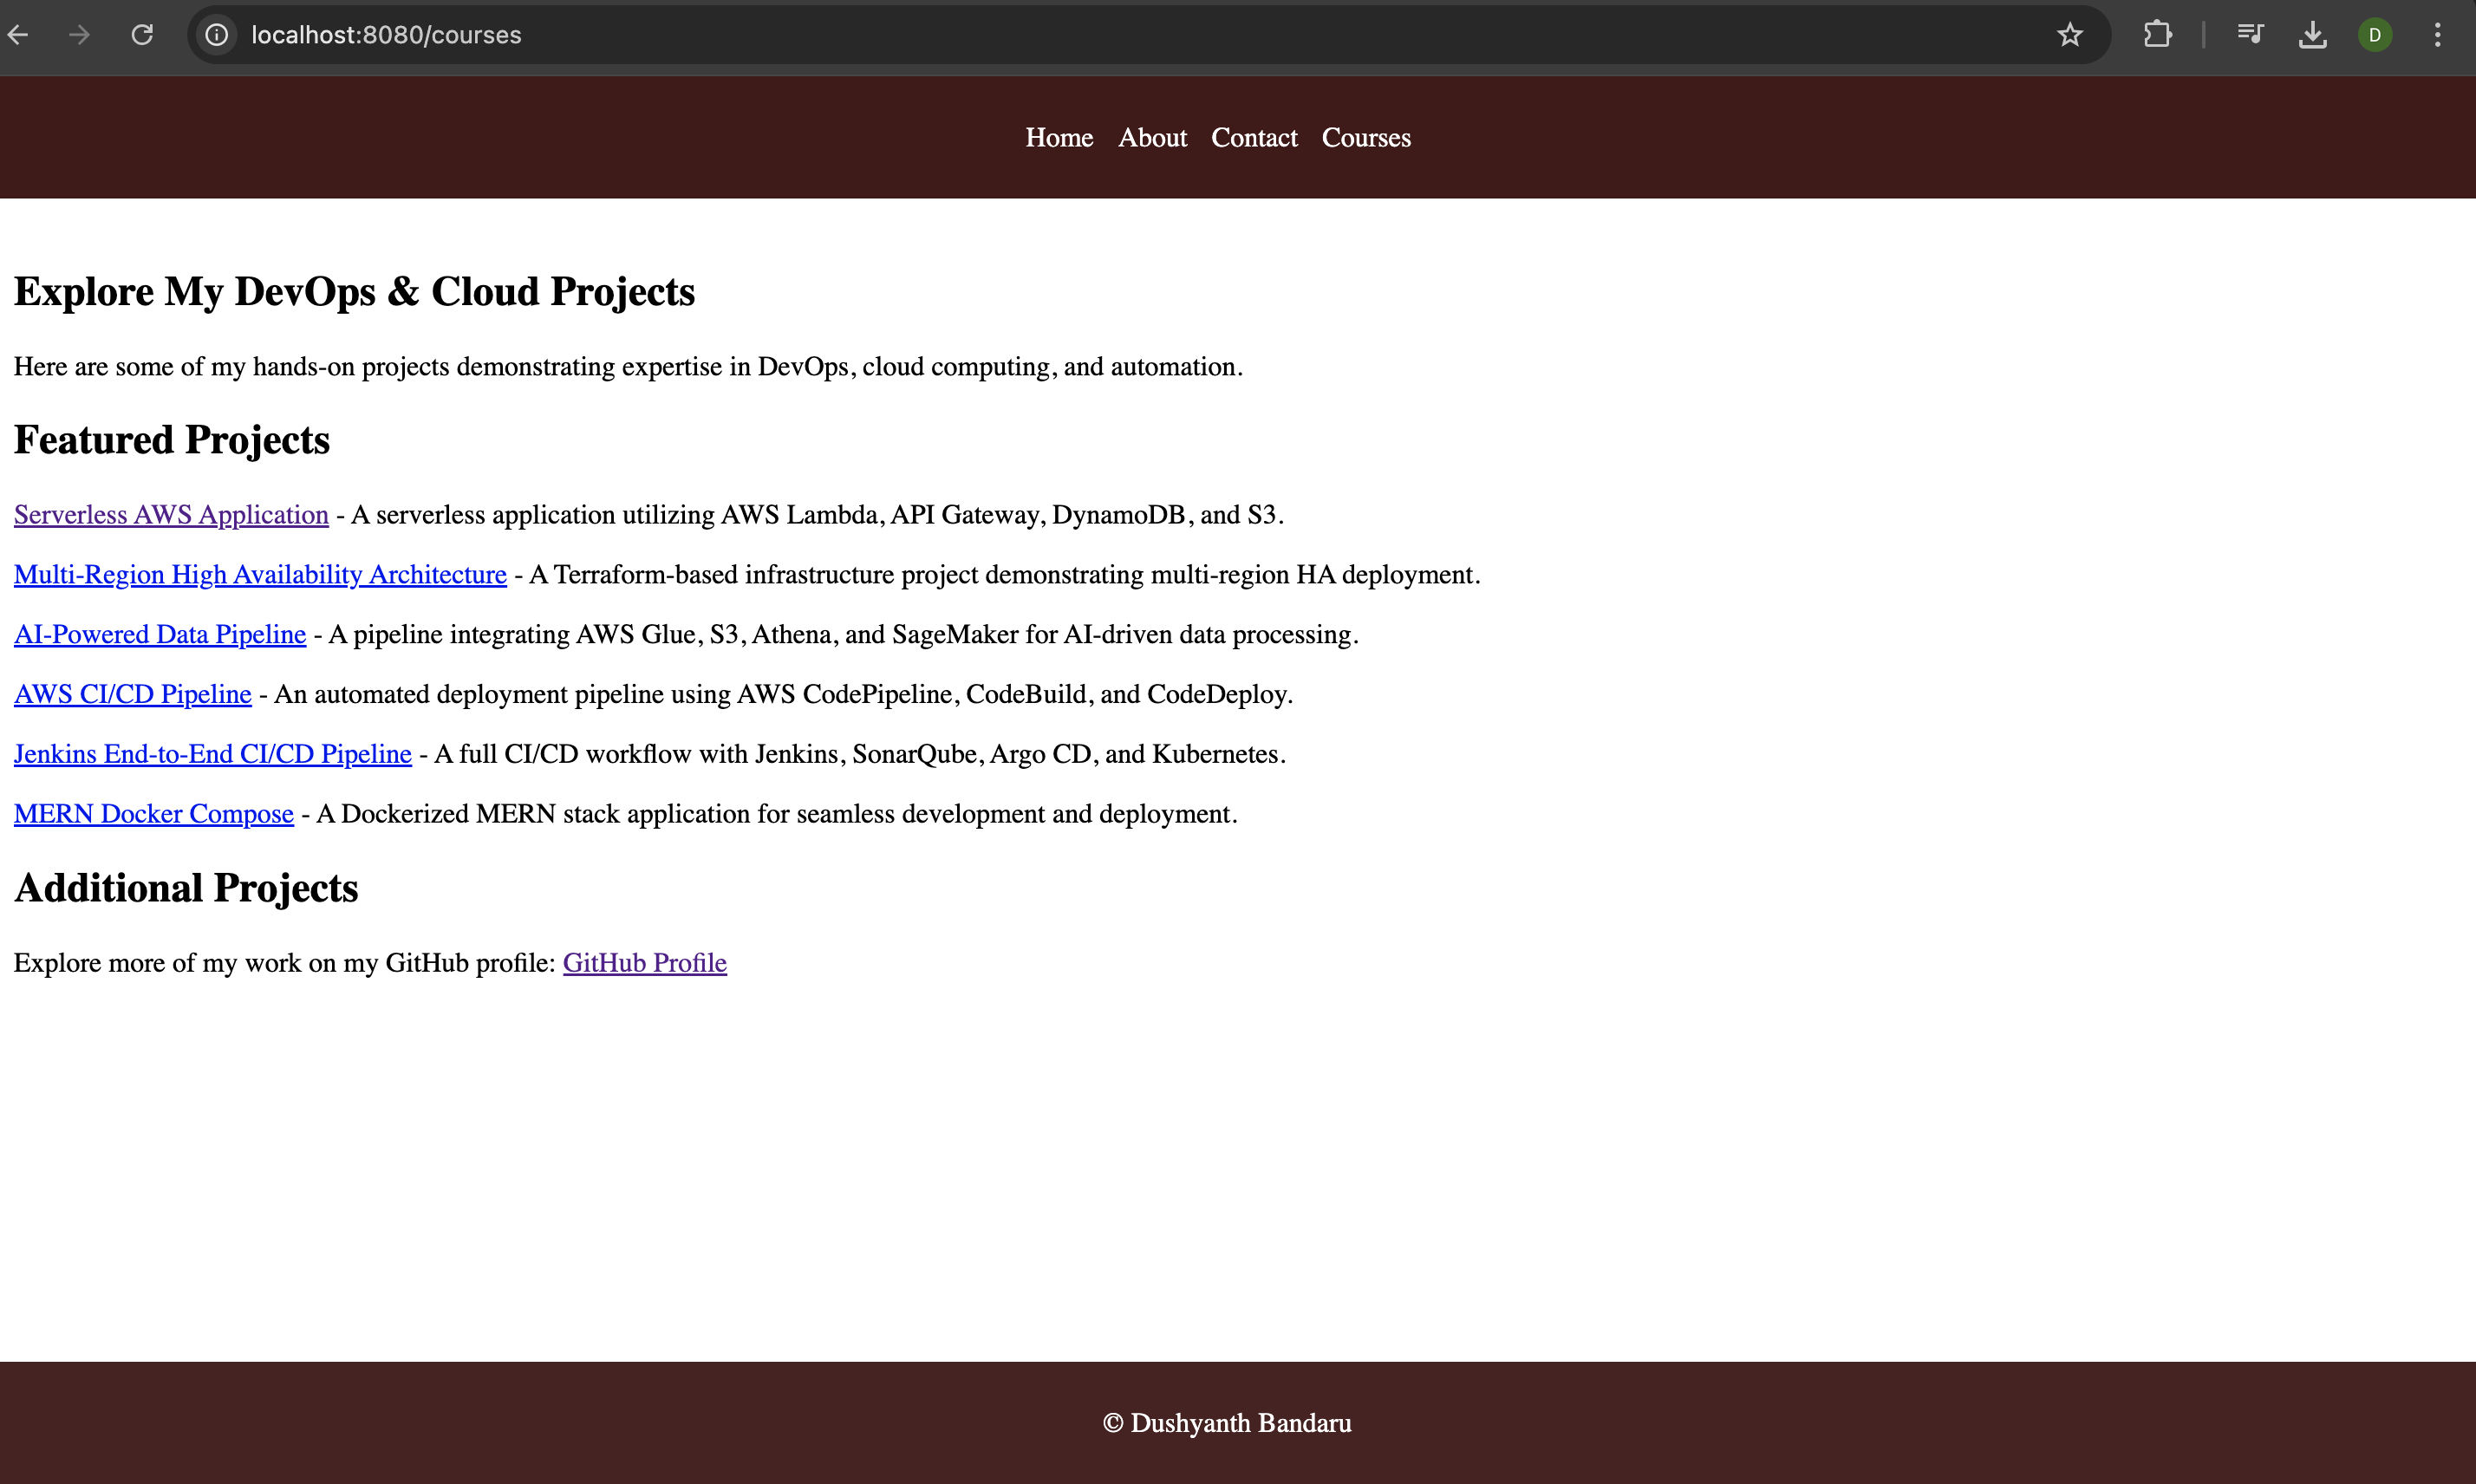 localhost:8080/courses
D
Home About Contact Courses
Explore My DevOps & Cloud Projects
Here are some of my hands-on projects demonstrating expertise in DevOps, cloud computing, and automation.
Featured Projects
Serverless AWS Application - A serverless application utilizing AWS Lambda, API Gateway, DynamoDB, and S3.
Multi-Region High Availability Architecture - A Terraform-based infrastructure project demonstrating multi-region HA deployment.
AI-Powered Data Pipeline - A pipeline integrating AWS Glue, S3, Athena, and SageMaker for AI-driven data processing.
AWS CI/CD Pipeline - An automated deployment pipeline using AWS CodePipeline, CodeBuild, and CodeDeploy.
Jenkins End-to-End CI/CD Pipeline - A full CI/CD workflow with Jenkins, SonarQube, Argo CD, and Kubernetes.
MERN Docker Compose - A Dockerized MERN stack application for seamless development and deployment.
Additional Projects
Explore more of my work on my GitHub profile: GitHub Profile
© Dushyanth Bandaru